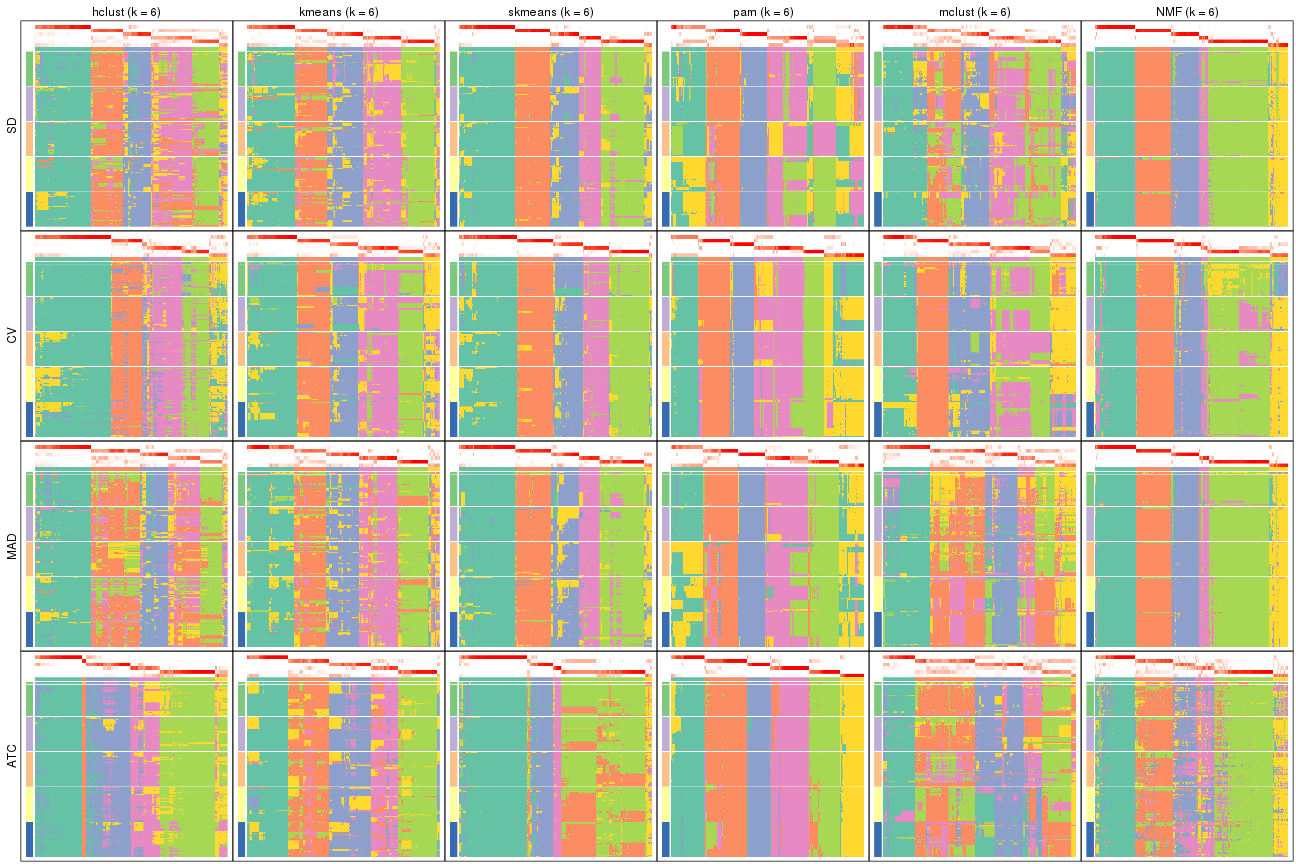 hclust (k = 6)
kmeans (k = 6)
skmeans (k = 6)
pam (k = 6)
mclust (k = 6)
NMF (k = 6)
SD
CV
MAD
ATC